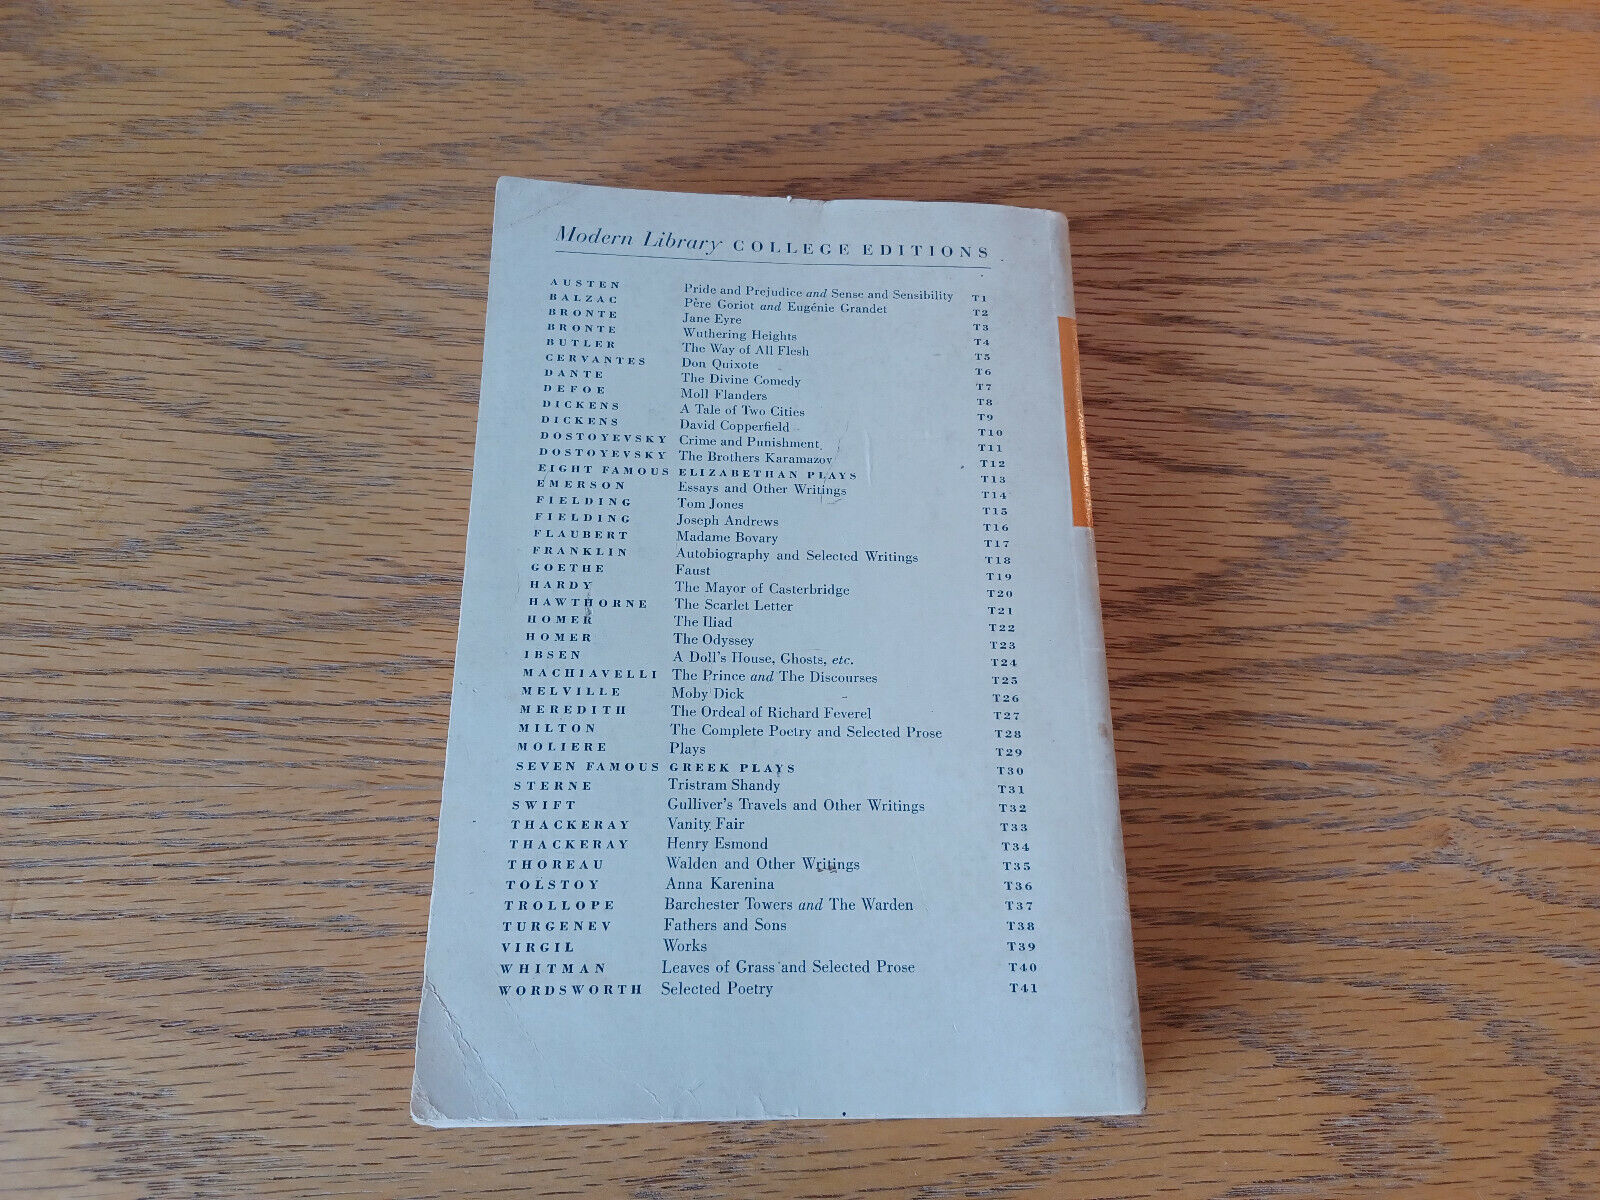 Modern Library COLLEGE EDITIONS
AUSTEN Pride and Prejudice and Sense and Sensibility T1
BALZAC Père Goriot and Eugénie Grandet T2
BRONTE Jane Eyre T3
BRONTE Wuthering Heights T4
BUTLER The Way of All Flesh T5
CERVANTES Don Quixote T6
DANTE The Divine Comedy T7
DEFOE Moll Flanders T8
DICKENS A Tale of Two Cities T9
DICKENS David Copperfield T10
DOSTOYEVSKY Crime and Punishment T11
DOSTOYEVSKY The Brothers Karamazov T12
EIGHT FAMOUS ELIZABETHAN PLAYS T13
EMERSON Essays and Other Writings T14
FIELDING Tom Jones T15
FIELDING Joseph Andrews T16
FLAUBERT Madame Bovary T17
FRANKLIN Autobiography and Selected Writings T18
GOETHE Faust T19
HARDY The Mayor of Casterbridge T20
HAWTHORNE The Scarlet Letter T21
HOMER The Iliad T22
HOMER The Odyssey T23
IBSEN A Doll's House, Ghosts, etc. T24
MACHIAVELLI The Prince and The Discourses T25
MELVILLE Moby Dick T26
MEREDITH The Ordeal of Richard Feverel T27
MILTON The Complete Poetry and Selected Prose T28
MOLIERE Plays T29
SEVEN FAMOUS GREEK PLAYS T30
STERNE Tristram Shandy T31
SWIFT Gulliver's Travels and Other Writings T32
THACKERAY Vanity Fair T33
THACKERAY Henry Esmond T34
THOREAU Walden and Other Writings T35
TOLSTOY Anna Karenina T36
TROLLOPE Barchester Towers and The Warden T37
TURGENEV Fathers and Sons T38
VIRGIL Works T39
WHITMAN Leaves of Grass and Selected Prose T40
WORDSWORTH Selected Poetry T41